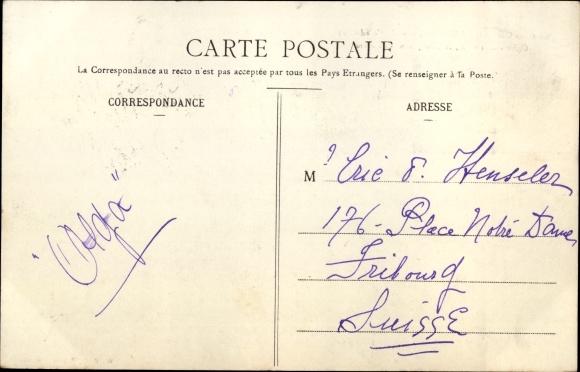 CARTE POSTALE
La Correspondance au recto n'est pas acceptée par tous les Pays Etrangers. (Se renseigner à la Poste.
CORRESPONDANCE
ADRESSE
"Olga"
M? Eric E. Henseler
176 - Place Notre Dame,
Fribourg
SuissE